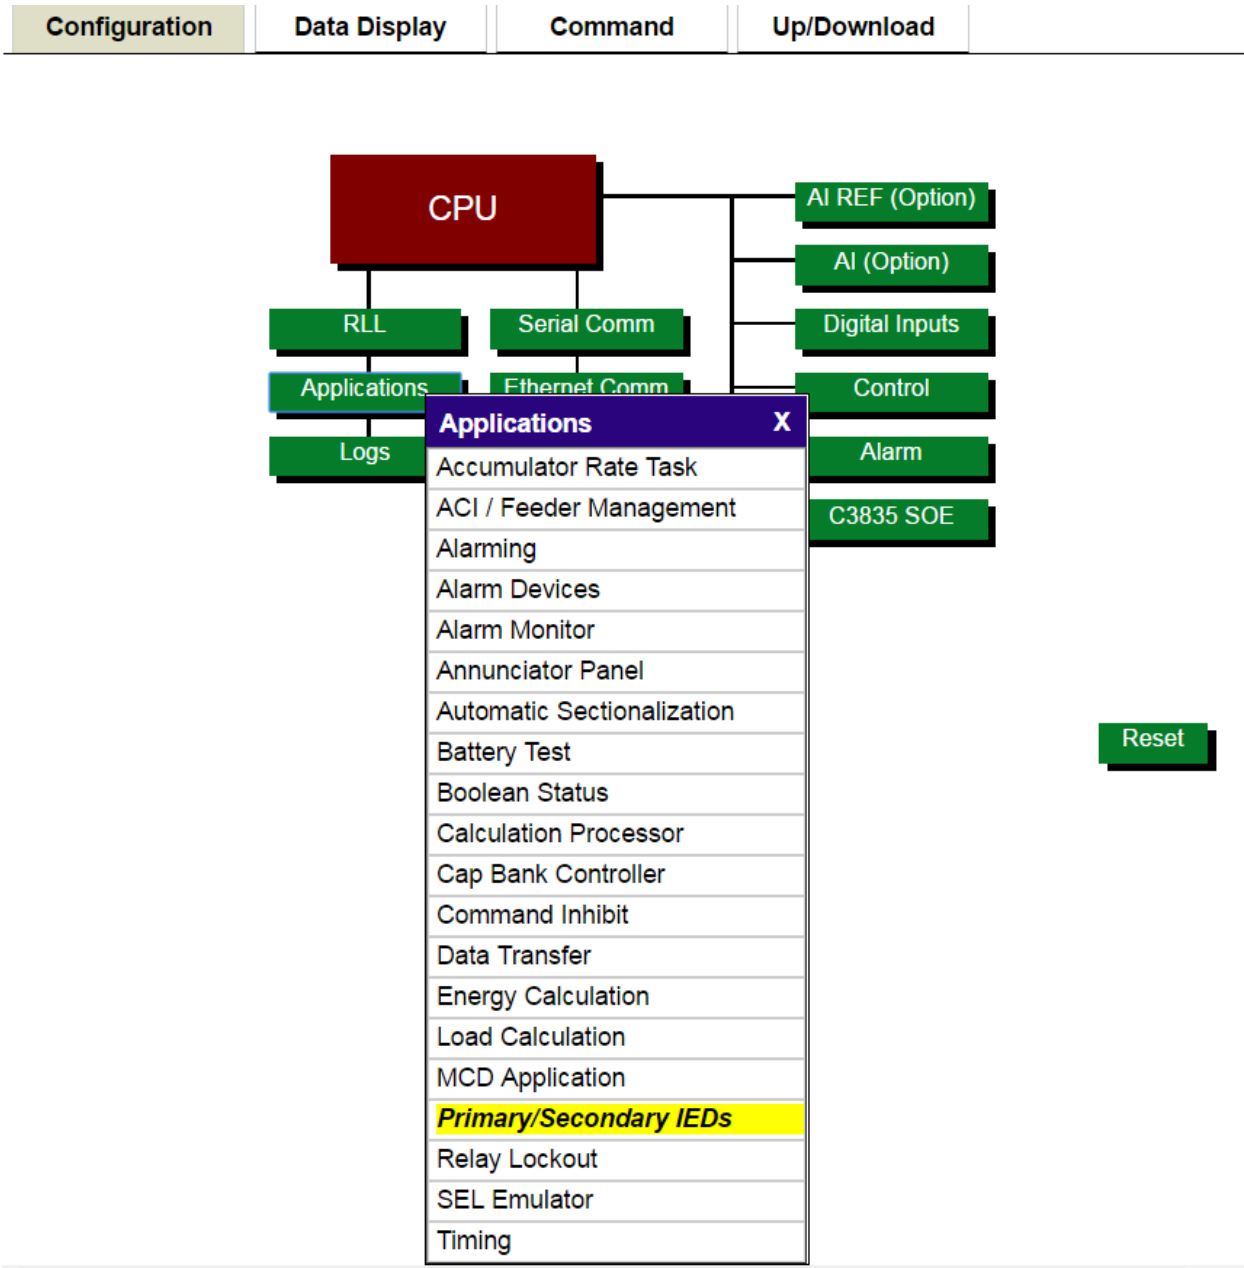 Configuration
Data Display
Command
Up/Download
CPU
AI REF (Option)
AI (Option)
RLL
Serial Comm
Digital Inputs
Applications
Ethernet Comm
Control
Logs
Alarm
C3835 SOE
Applications X
Accumulator Rate Task
ACI / Feeder Management
Alarming
Alarm Devices
Alarm Monitor
Annunciator Panel
Automatic Sectionalization
Battery Test
Boolean Status
Calculation Processor
Cap Bank Controller
Command Inhibit
Data Transfer
Energy Calculation
Load Calculation
MCD Application
Primary/Secondary IEDs
Relay Lockout
SEL Emulator
Timing
Reset